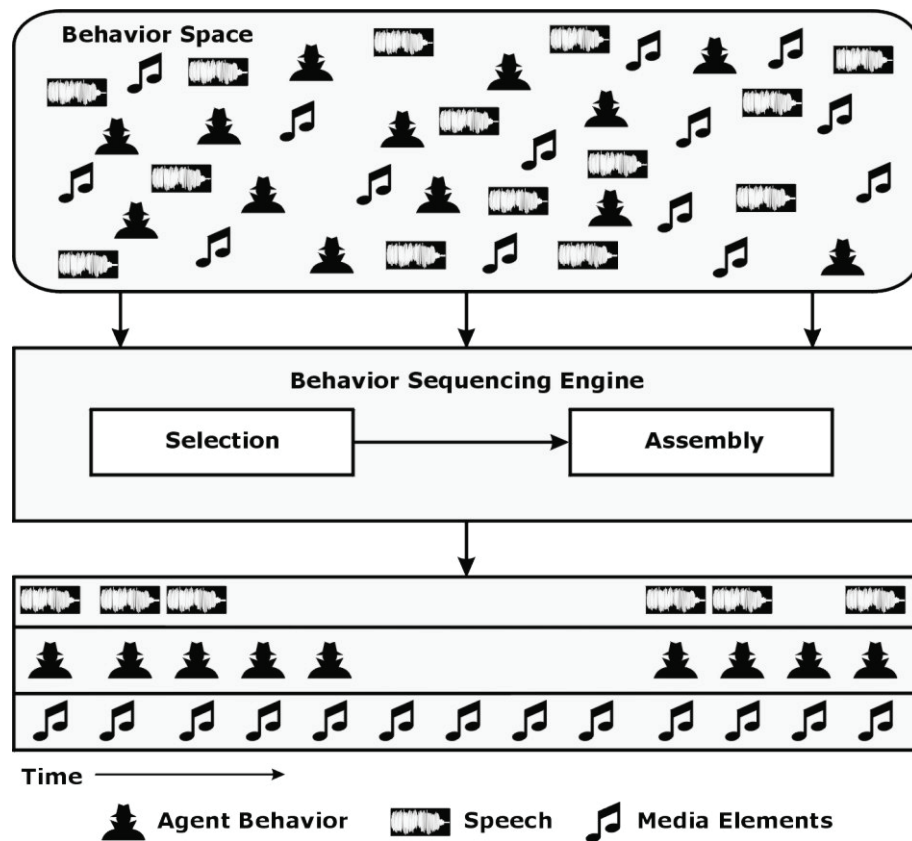 Behavior Space
Behavior Sequencing Engine
Selection
Assembly
Time
Agent Behavior
Speech
Media Elements